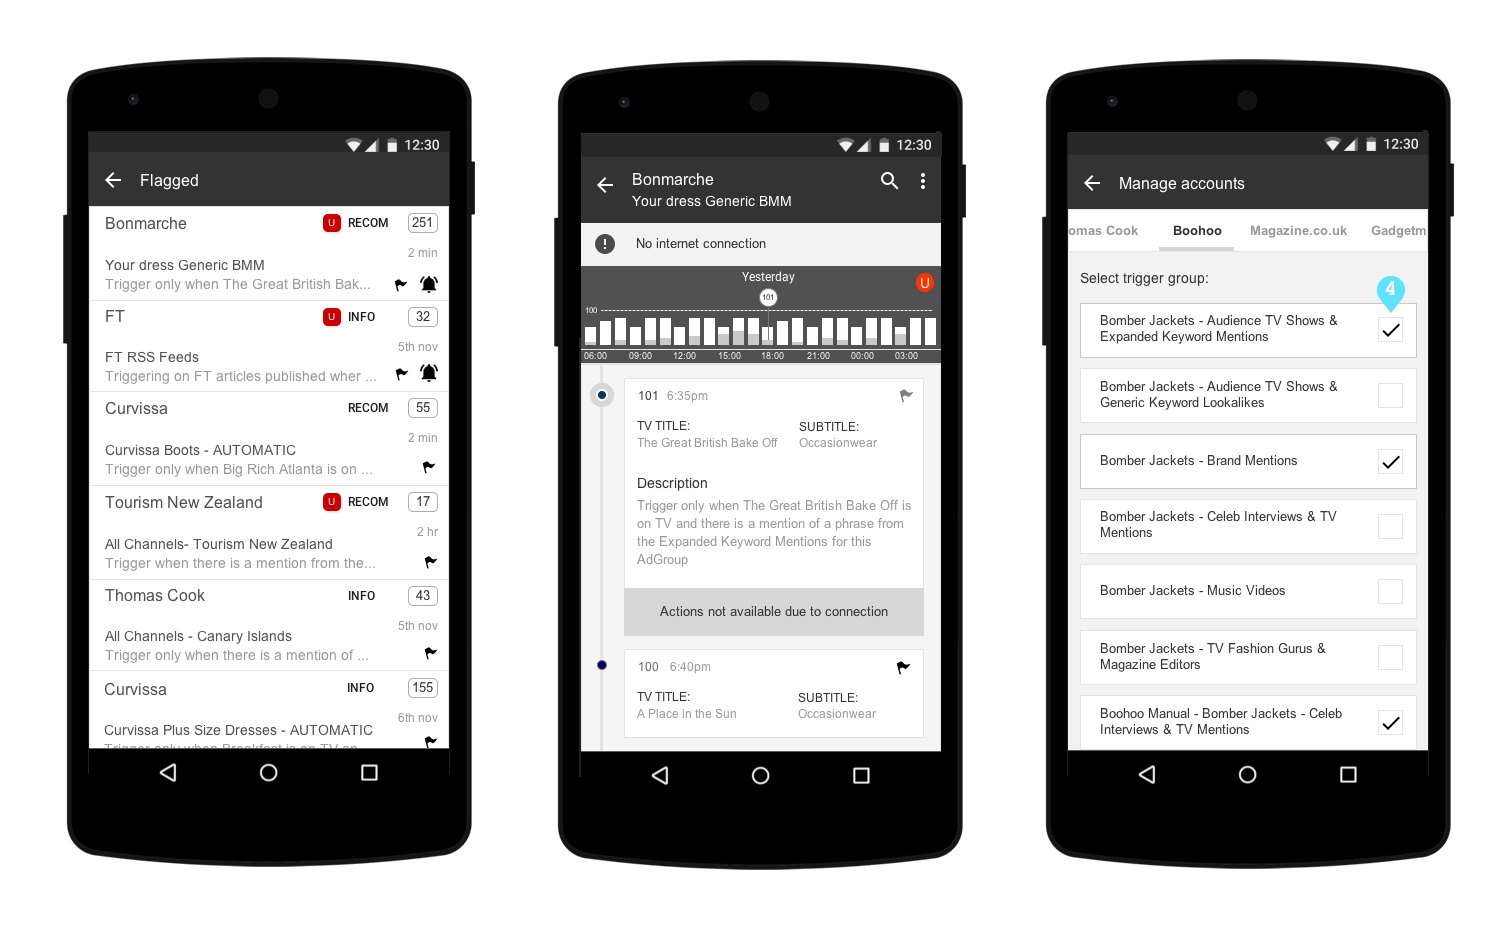 12:30
Flagged
Bonmarche U RECOM 251
2 min
Your dress Generic BMM
Trigger only when The Great British Bak...
FT U INFO 32
5th nov
FT RSS Feeds
Triggering on FT articles published wher ...
Curvissa RECOM 55
2 min
Curvissa Boots - AUTOMATIC
Trigger only when Big Rich Atlanta is on ...
Tourism New Zealand U RECOM 17
2 hr
All Channels- Tourism New Zealand
Trigger when there is a mention from the...
Thomas Cook INFO 43
5th nov
All Channels - Canary Islands
Trigger only when there is a mention of ...
Curvissa INFO 155
6th nov
Curvissa Plus Size Dresses - AUTOMATIC
Trigger only when Breakfast is on TV an
12:30
Bonmarche
Your dress Generic BMM
No internet connection
Yesterday U
101
100
06:00 09:00 12:00 15:00 18:00 21:00 00:00 03:00
101 6:35pm
TV TITLE: SUBTITLE:
The Great British Bake Off Occasionwear
Description
Trigger only when The Great British Bake Off is
on TV and there is a mention of a phrase from
the Expanded Keyword Mentions for this
AdGroup
Actions not available due to connection
100 6:40pm
TV TITLE: SUBTITLE:
A Place in the Sun Occasionwear
12:30
Manage accounts
omas Cook Boohoo Magazine.co.uk Gadgetm
Select trigger group:
4
Bomber Jackets - Audience TV Shows &
Expanded Keyword Mentions
Bomber Jackets - Audience TV Shows &
Generic Keyword Lookalikes
Bomber Jackets - Brand Mentions
Bomber Jackets - Celeb Interviews & TV
Mentions
Bomber Jackets - Music Videos
Bomber Jackets - TV Fashion Gurus &
Magazine Editors
Boohoo Manual - Bomber Jackets - Celeb
Interviews & TV Mentions